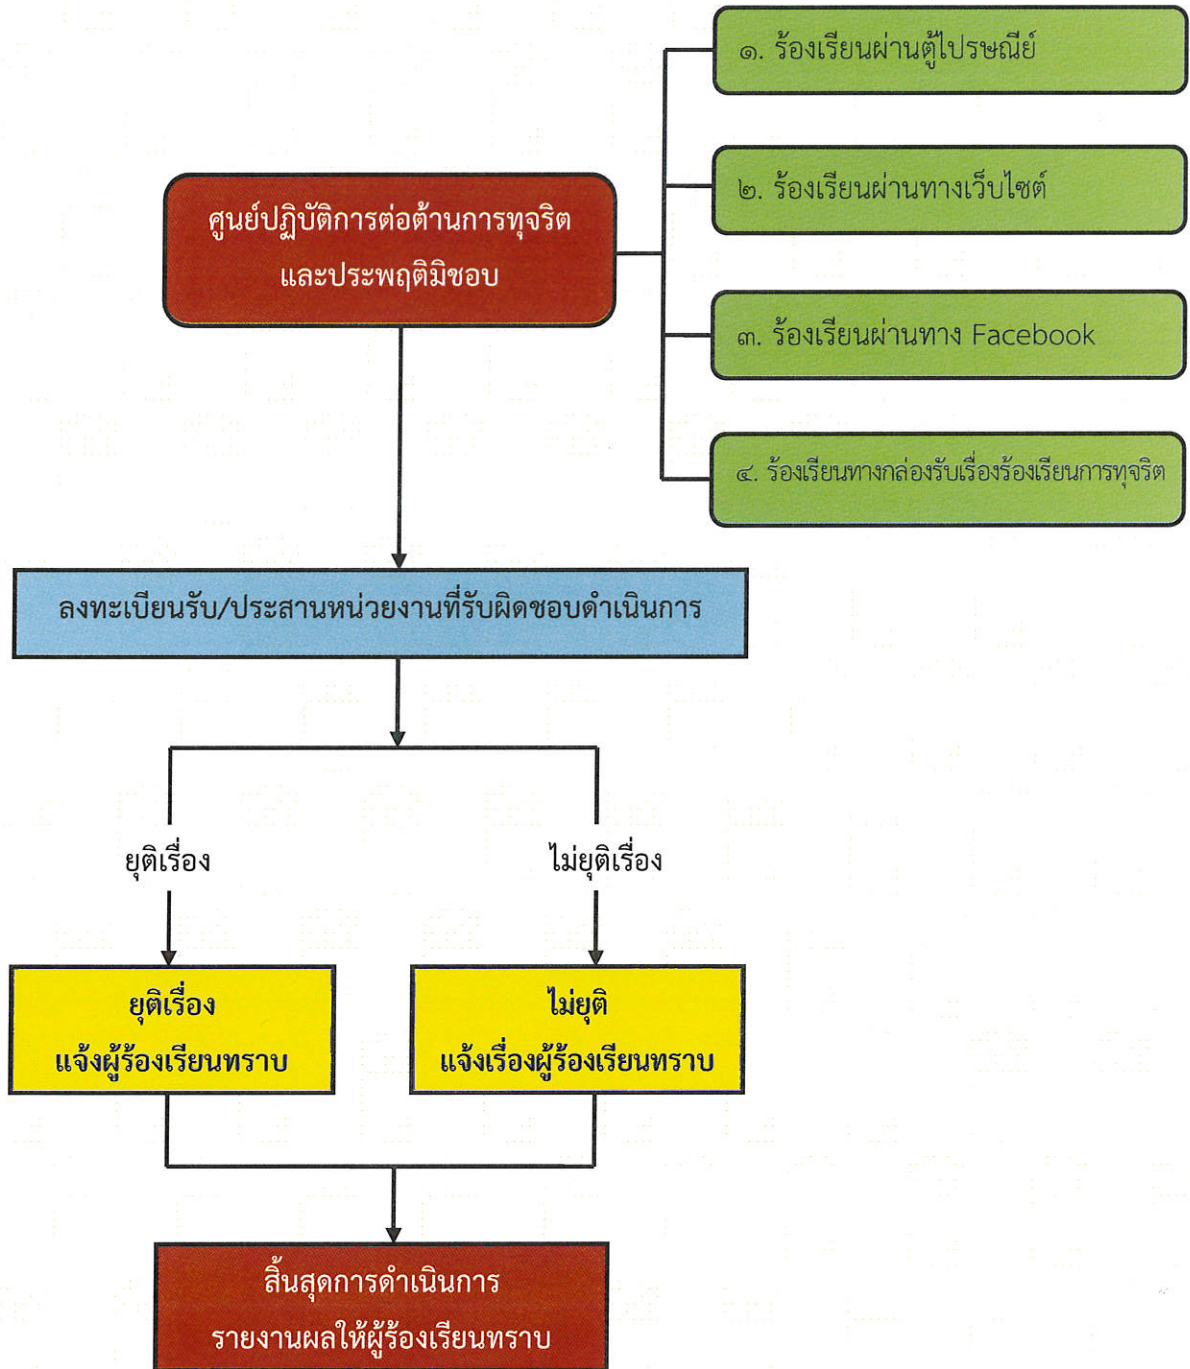 ๑. ร้องเรียนผ่านตู้ไปรษณีย์
๒. ร้องเรียนผ่านทางเว็บไซต์
ศูนย์ปฏิบัติการต่อต้านการทุจริต
และประพฤติมิชอบ
๓. ร้องเรียนผ่านทาง Facebook
๔. ร้องเรียนทางกล่องรับเรื่องร้องเรียนการทุจริต
ลงทะเบียนรับ/ประสานหน่วยงานที่รับผิดชอบดำเนินการ
ยุติเรื่อง
ไม่ยุติเรื่อง
ยุติเรื่อง
แจ้งผู้ร้องเรียนทราบ
ไม่ยุติ
แจ้งเรื่องผู้ร้องเรียนทราบ
สิ้นสุดการดำเนินการ
รายงานผลให้ผู้ร้องเรียนทราบ